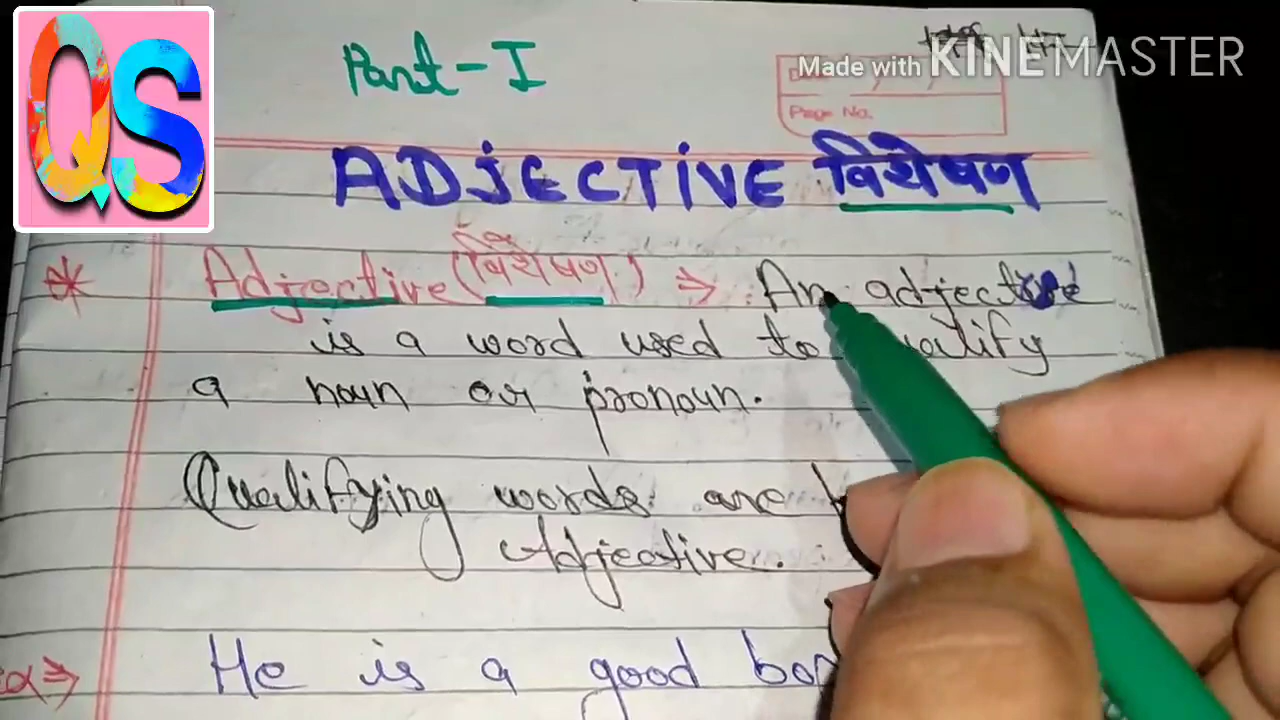 QS
Part-I
Made with KINEMASTER
Page No.
ADJECTIVE विशेषण
* Adjective (विशेषण) ⇒ An adjective
is a word used to qualify
a noun or pronoun.
Qualifying words are
Adjective.
He is a good